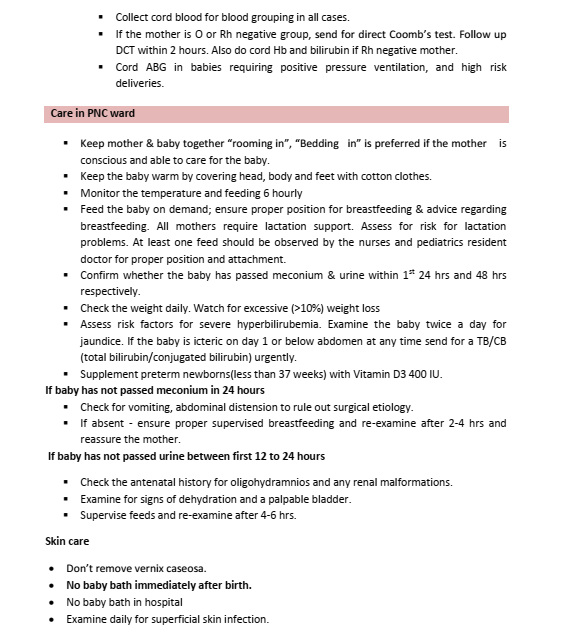 ▪ Collect cord blood for blood grouping in all cases.
▪ If the mother is O or Rh negative group, send for direct Coomb's test. Follow up
DCT within 2 hours. Also do cord Hb and bilirubin if Rh negative mother.
▪ Cord ABG in babies requiring positive pressure ventilation, and high risk
deliveries.
Care in PNC ward
▪ Keep mother & baby together “rooming in”, “Bedding in” is preferred if the mother is
conscious and able to care for the baby.
▪ Keep the baby warm by covering head, body and feet with cotton clothes.
▪ Monitor the temperature and feeding 6 hourly
▪ Feed the baby on demand; ensure proper position for breastfeeding & advice regarding
breastfeeding. All mothers require lactation support. Assess for risk for lactation
problems. At least one feed should be observed by the nurses and pediatrics resident
doctor for proper position and attachment.
▪ Confirm whether the baby has passed meconium & urine within 1st 24 hrs and 48 hrs
respectively.
▪ Check the weight daily. Watch for excessive (>10%) weight loss
▪ Assess risk factors for severe hyperbilirubemia. Examine the baby twice a day for
jaundice. If the baby is icteric on day 1 or below abdomen at any time send for a TB/CB
(total bilirubin/conjugated bilirubin) urgently.
▪ Supplement preterm newborns(less than 37 weeks) with Vitamin D3 400 IU.
If baby has not passed meconium in 24 hours
▪ Check for vomiting, abdominal distension to rule out surgical etiology.
▪ If absent - ensure proper supervised breastfeeding and re-examine after 2-4 hrs and
reassure the mother.
If baby has not passed urine between first 12 to 24 hours
▪ Check the antenatal history for oligohydramnios and any renal malformations.
▪ Examine for signs of dehydration and a palpable bladder.
▪ Supervise feeds and re-examine after 4-6 hrs.
Skin care
• Don't remove vernix caseosa.
• No baby bath immediately after birth.
• No baby bath in hospital
• Examine daily for superficial skin infection.